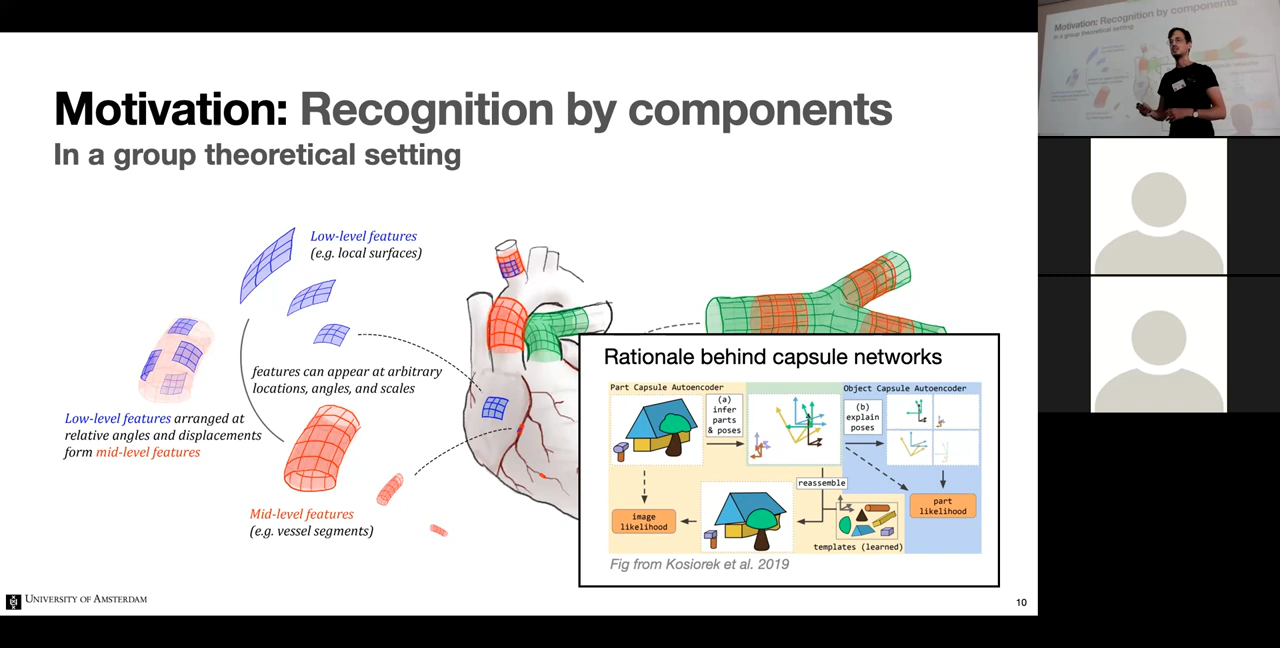 Motivation: Recognition by components
In a group theoretical setting
Low-level features
(e.g. local surfaces)
features can appear at arbitrary
locations, angles, and scales
Low-level features arranged at
relative angles and displacements
form mid-level features
Mid-level features
(e.g. vessel segments)
Rationale behind capsule networks
Part Capsule Autoencoder
Object Capsule Autoencoder
(a)
infer
parts
& poses
(b)
explain
poses
reassemble
image
likelihood
part
likelihood
templates (learned)
Fig from Kosiorek et al. 2019
University of Amsterdam
10
Motivation: Recognition by components
In a group theoretical setting